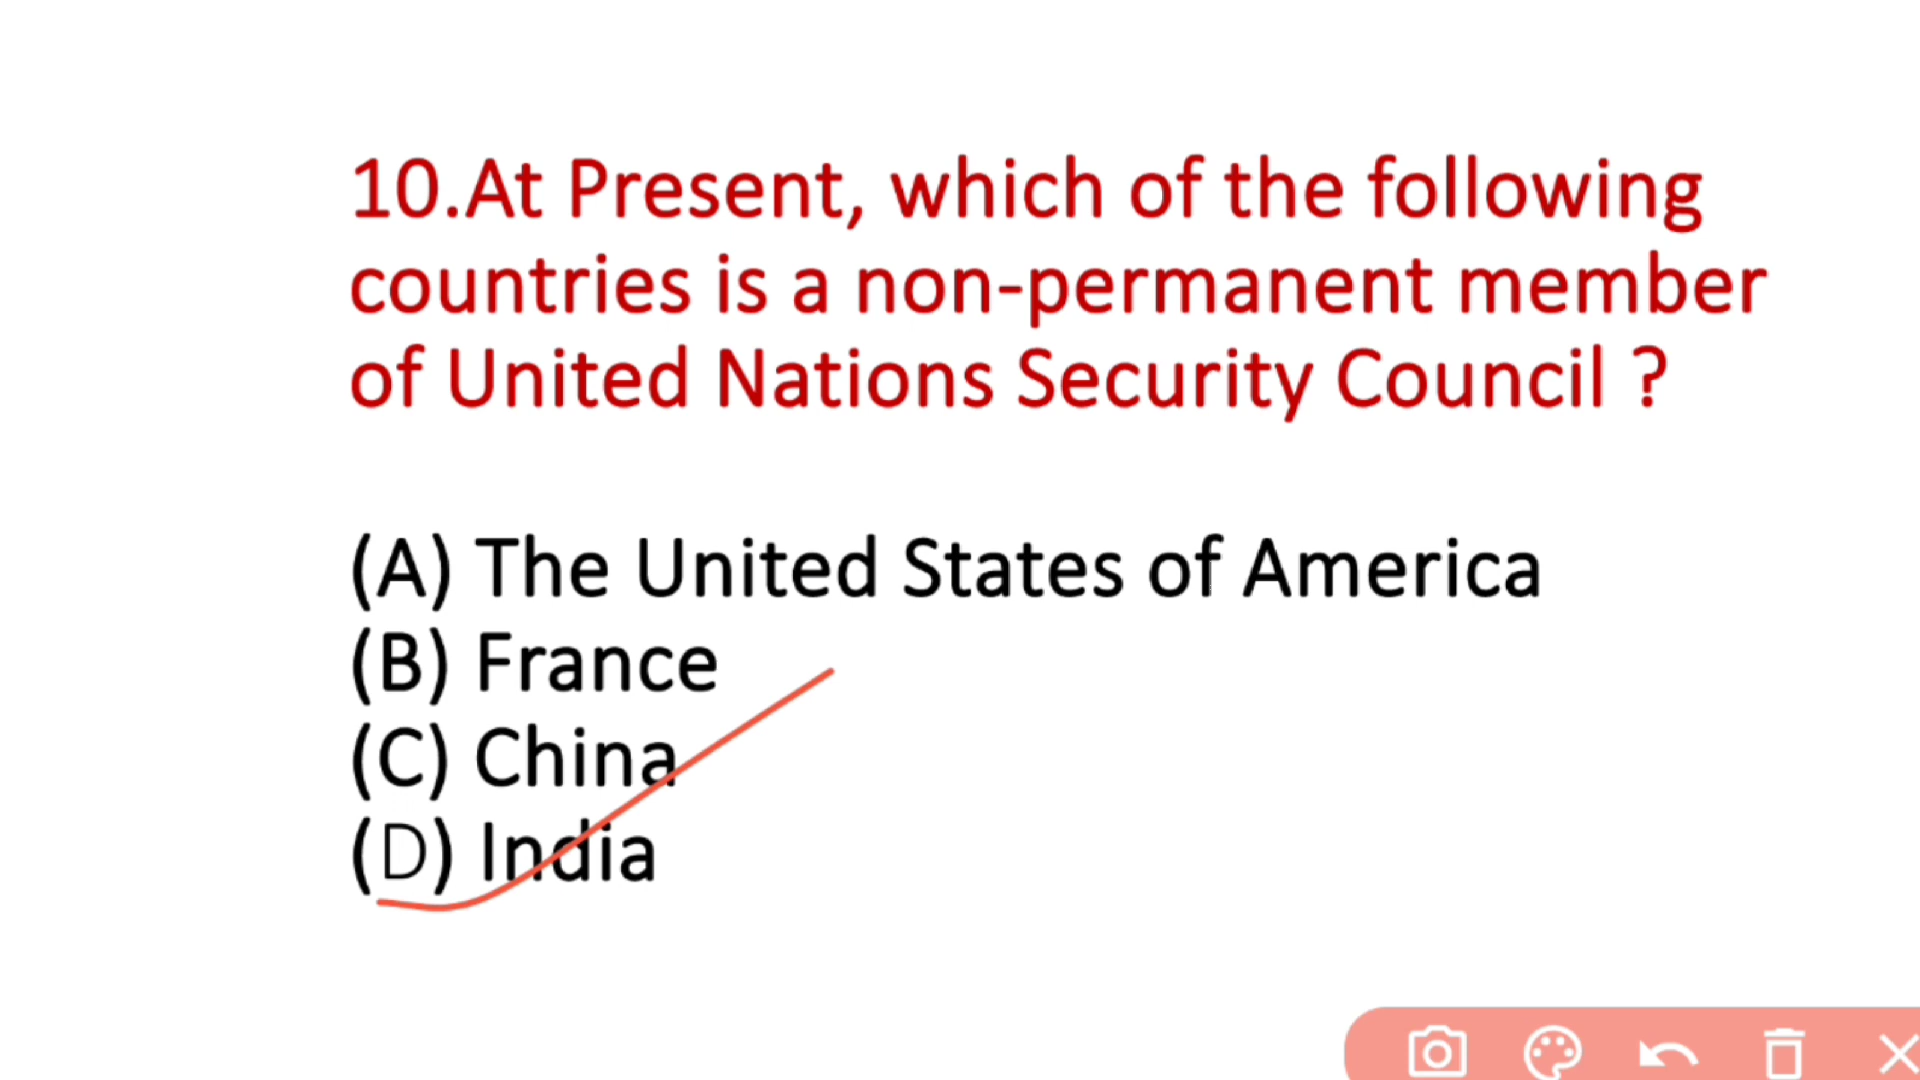 10.At Present, which of the following
countries is a non-permanent member
of United Nations Security Council ?
(A) The United States of America
(B) France
(C) China
(D) India